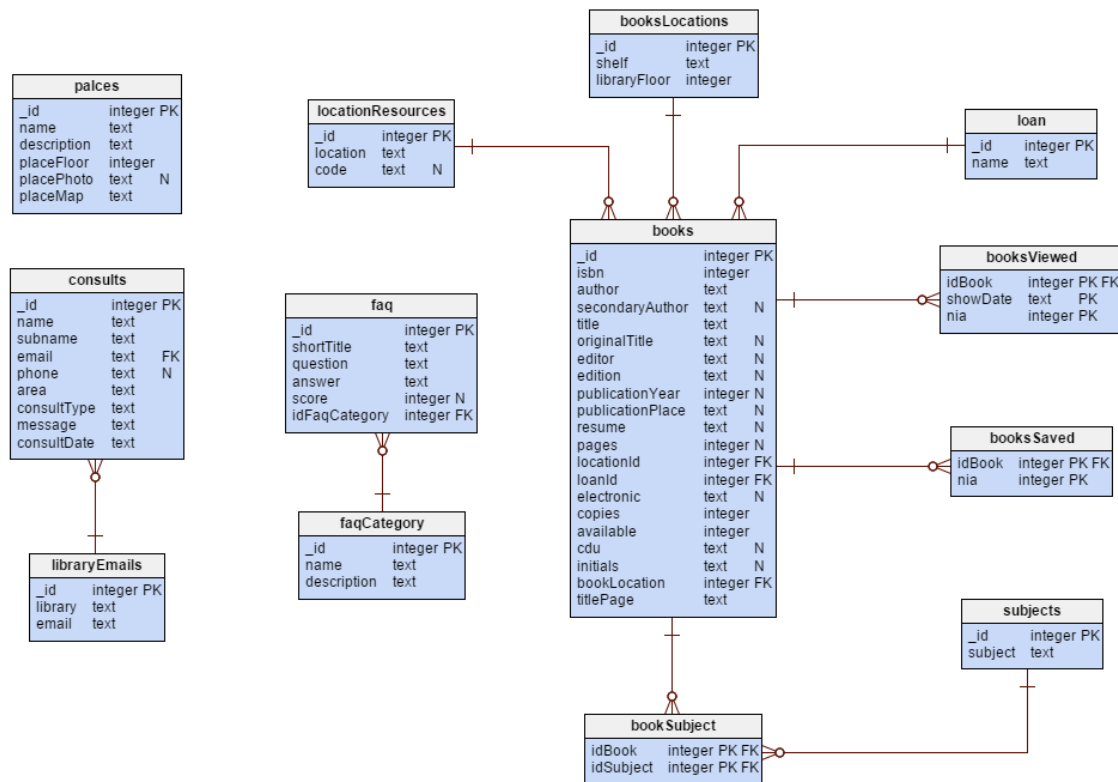 booksLocations
_id integer PK
shelf text
libraryFloor integer
palces
_id integer PK
name text
description text
placeFloor integer
placePhoto text N
placeMap text
locationResources
_id integer PK
location text
code text N
loan
_id integer PK
name text
books
_id integer PK
isbn integer
author text
secondaryAuthor text N
title text
originalTitle text N
editor text N
edition text N
publicationYear integer N
publicationPlace text N
resume text N
pages integer N
locationId integer FK
loanId integer FK
electronic text N
copies integer
available integer
cdu text N
initials text N
bookLocation integer FK
titlePage text
booksViewed
idBook integer PK FK
showDate text PK
nia integer PK
consults
_id integer PK
name text
subname text
email text FK
phone text N
area text
consultType text
message text
consultDate text
faq
_id integer PK
shortTitle text
question text
answer text
score integer N
idFaqCategory integer FK
booksSaved
idBook integer PK FK
nia integer PK
faqCategory
_id integer PK
name text
description text
libraryEmails
_id integer PK
library text
email text
subjects
_id integer PK
subject text
bookSubject
idBook integer PK FK
idSubject integer PK FK